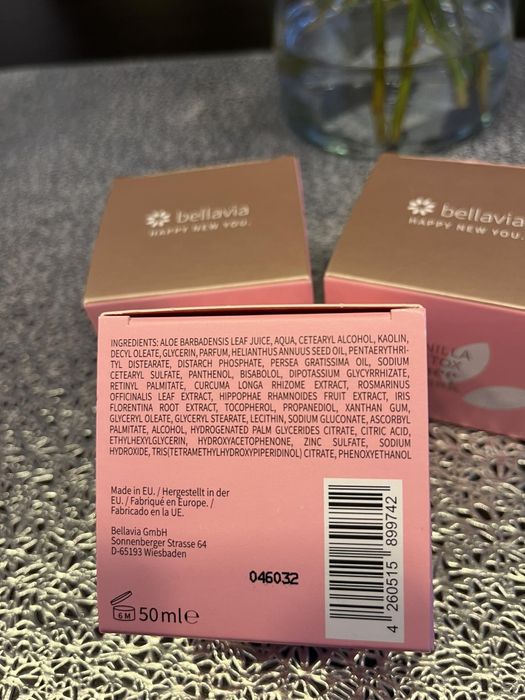 bellavia
HAPPY NEW YOU.
bellavia
HAPPY NEW YOU.
INGREDIENTS: ALOE BARBADENSIS LEAF JUICE, AQUA, CETEARYL ALCOHOL, KAOLIN,
DECYL OLEATE, GLYCERIN, PARFUM, HELIANTHUS ANNUUS SEED OIL, PENTAERYTHRI-
TYL DISTEARATE, DISTARCH PHOSPHATE, PERSEA GRATISSIMA OIL, SODIUM
CETEARYL SULFATE, PANTHENOL, BISABOLOL, DIPOTASSIUM GLYCYRRHIZATE,
RETINYL PALMITATE, CURCUMA LONGA RHIZOME EXTRACT, ROSMARINUS
OFFICINALIS LEAF EXTRACT, HIPPOPHAE RHAMNOIDES FRUIT EXTRACT, IRIS
FLORENTINA ROOT EXTRACT, TOCOPHEROL, PROPANEDIOL, XANTHAN GUM,
GLYCERYL OLEATE, GLYCERYL STEARATE, LECITHIN, SODIUM GLUCONATE, ASCORBYL
PALMITATE, ALCOHOL, HYDROGENATED PALM GLYCERIDES CITRATE, CITRIC ACID,
ETHYLHEXYLGLYCERIN, HYDROXYACETOPHENONE, ZINC SULFATE, SODIUM
HYDROXIDE, TRIS(TETRAMETHYLHYDROXYPIPERIDINOL) CITRATE, PHENOXYETHANOL
Made in EU. / Hergestellt in der
EU. / Fabriqué en Europe. /
Fabricado en la UE.
Bellavia GmbH
Sonnenberger Strasse 64
D-65193 Wiesbaden
046032
6 M
50 ml e
4 260515 899742